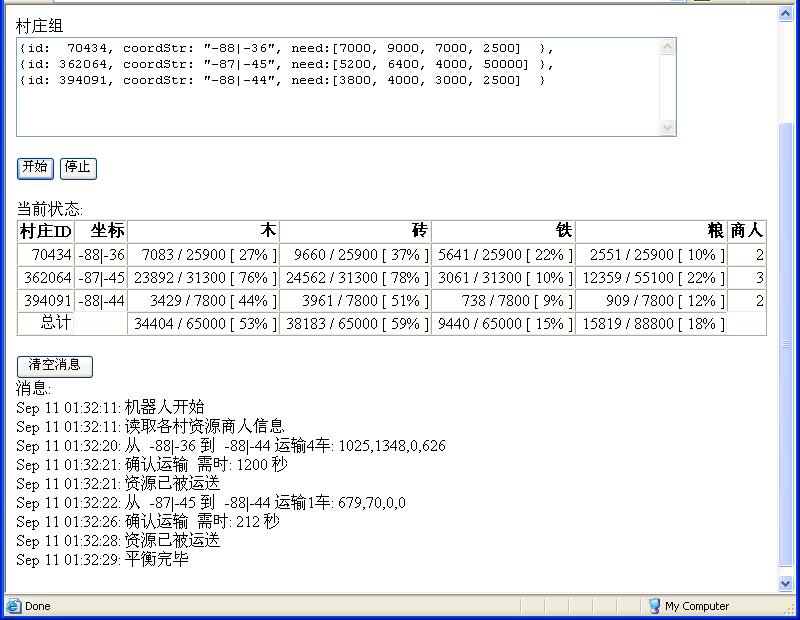 村庄组
{id:  70434, coordStr: "-88|-36", need:[7000, 9000, 7000, 2500]  },
{id: 362064, coordStr: "-87|-45", need:[5200, 6400, 4000, 50000] },
{id: 394091, coordStr: "-88|-44", need:[3800, 4000, 3000, 2500]  }
开始 停止
当前状态:
村庄ID 坐标 木 砖 铁 粮 商人
70434 -88|-36 7083 / 25900 [ 27% ] 9660 / 25900 [ 37% ] 5641 / 25900 [ 22% ] 2551 / 25900 [ 10% ] 2
362064 -87|-45 23892 / 31300 [ 76% ] 24562 / 31300 [ 78% ] 3061 / 31300 [ 10% ] 12359 / 55100 [ 22% ] 3
394091 -88|-44 3429 / 7800 [ 44% ] 3961 / 7800 [ 51% ] 738 / 7800 [ 9% ] 909 / 7800 [ 12% ] 2
总计 34404 / 65000 [ 53% ] 38183 / 65000 [ 59% ] 9440 / 65000 [ 15% ] 15819 / 88800 [ 18% ]
清空消息
消息:
Sep 11 01:32:11: 机器人开始
Sep 11 01:32:11: 读取各村资源商人信息
Sep 11 01:32:20: 从 -88|-36 到 -88|-44 运输4车: 1025,1348,0,626
Sep 11 01:32:21: 确认运输 需时: 1200 秒
Sep 11 01:32:21: 资源已被运送
Sep 11 01:32:22: 从 -87|-45 到 -88|-44 运输1车: 679,70,0,0
Sep 11 01:32:26: 确认运输 需时: 212 秒
Sep 11 01:32:28: 资源已被运送
Sep 11 01:32:29: 平衡完毕
Done My Computer